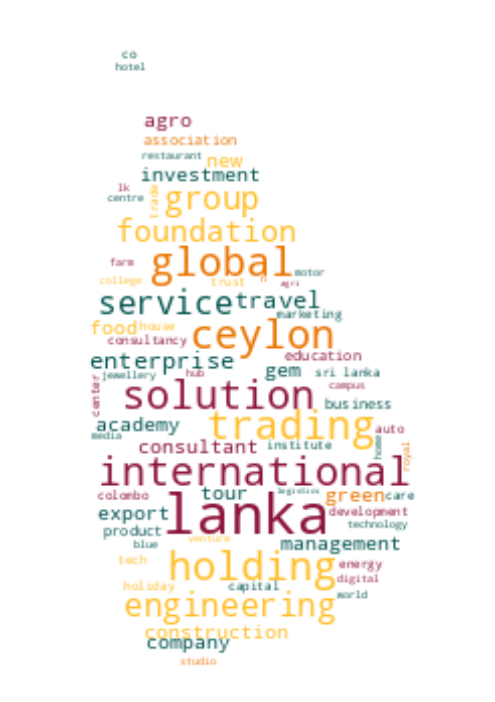 co
hotel
agro
association
restaurant new
investment
lk
centre trade group
foundation
farm global motor
college trust n agri
service travel
marketing
food house ceylon
consultancy
enterprise education
jewellery hub gem sri lanka
center solution campus
business
academy trading auto
media
consultant institute home royal
international
colombo tour logistics green care
export lanka development
product technology
blue venture management
tech holding energy
digital
holiday capital world
engineering
construction
company
studio